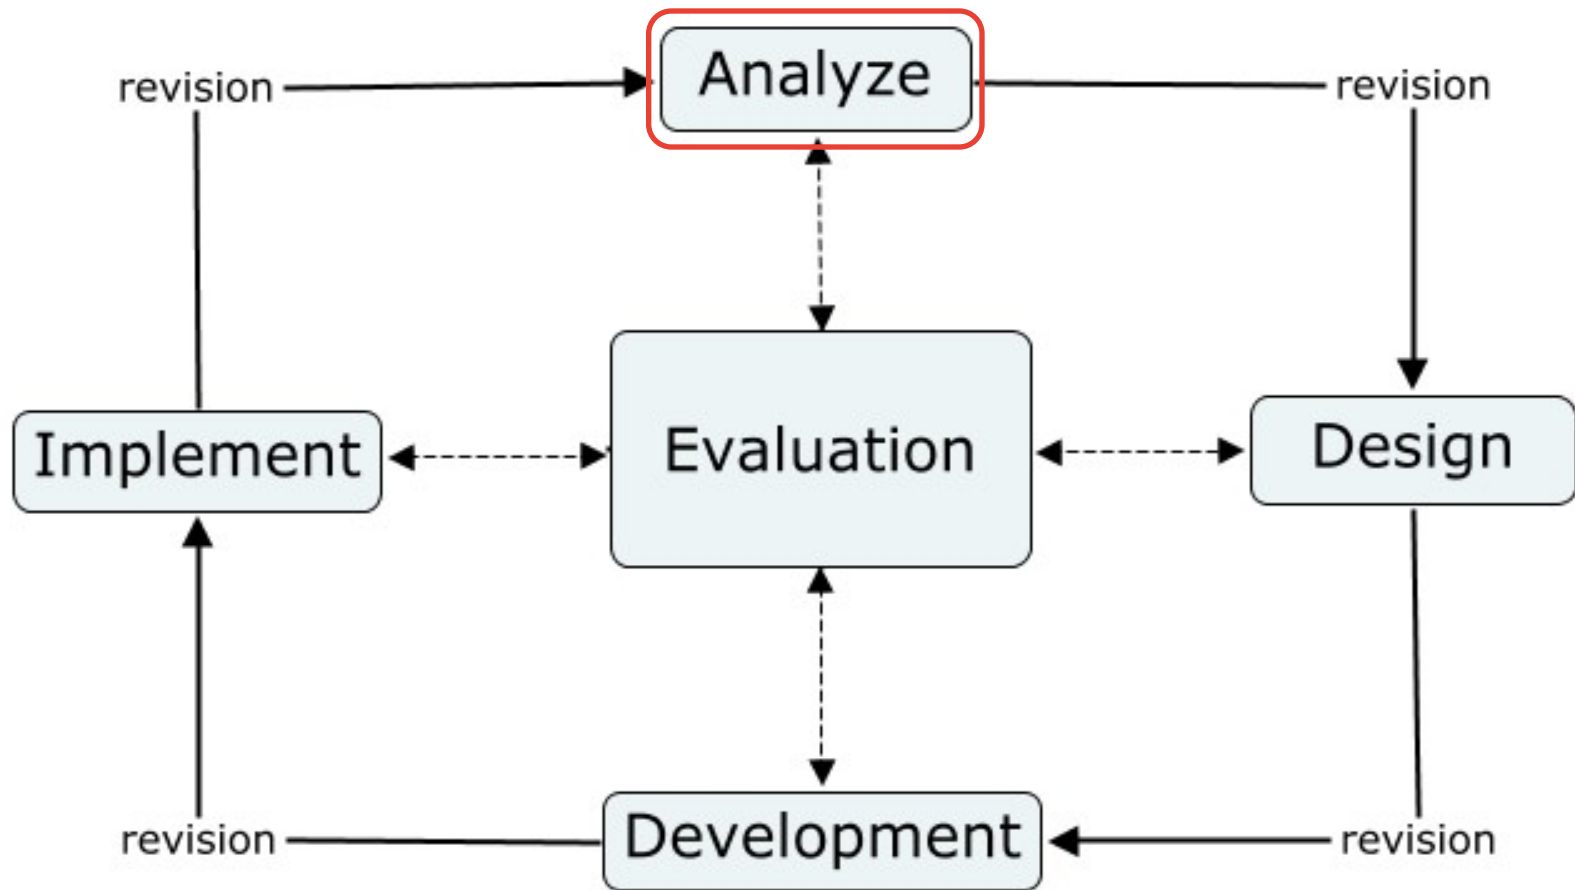 revision
Analyze
revision
Implement
Evaluation
Design
revision
Development
revision